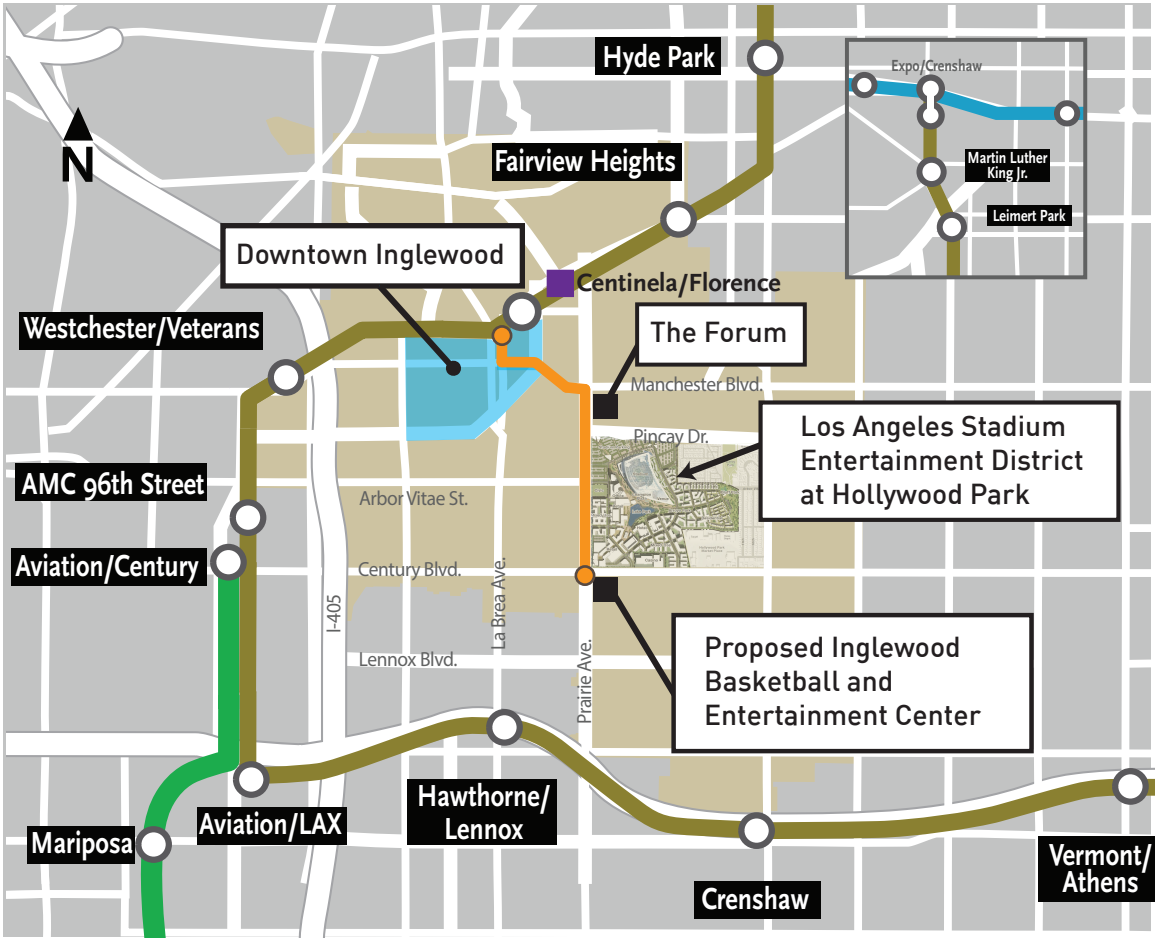 Hyde Park
Expo/Crenshaw
Martin Luther
King Jr.
Leimert Park
N
Fairview Heights
Downtown Inglewood
Centinela/Florence
Westchester/Veterans
The Forum
Manchester Blvd.
Pincay Dr.
Los Angeles Stadium
Entertainment District
at Hollywood Park
AMC 96th Street
Arbor Vitae St.
Aviation/Century
Century Blvd.
I-405
La Brea Ave.
Prairie Ave.
Lennox Blvd.
Proposed Inglewood
Basketball and
Entertainment Center
Hawthorne/
Lennox
Aviation/LAX
Mariposa
Crenshaw
Vermont/
Athens